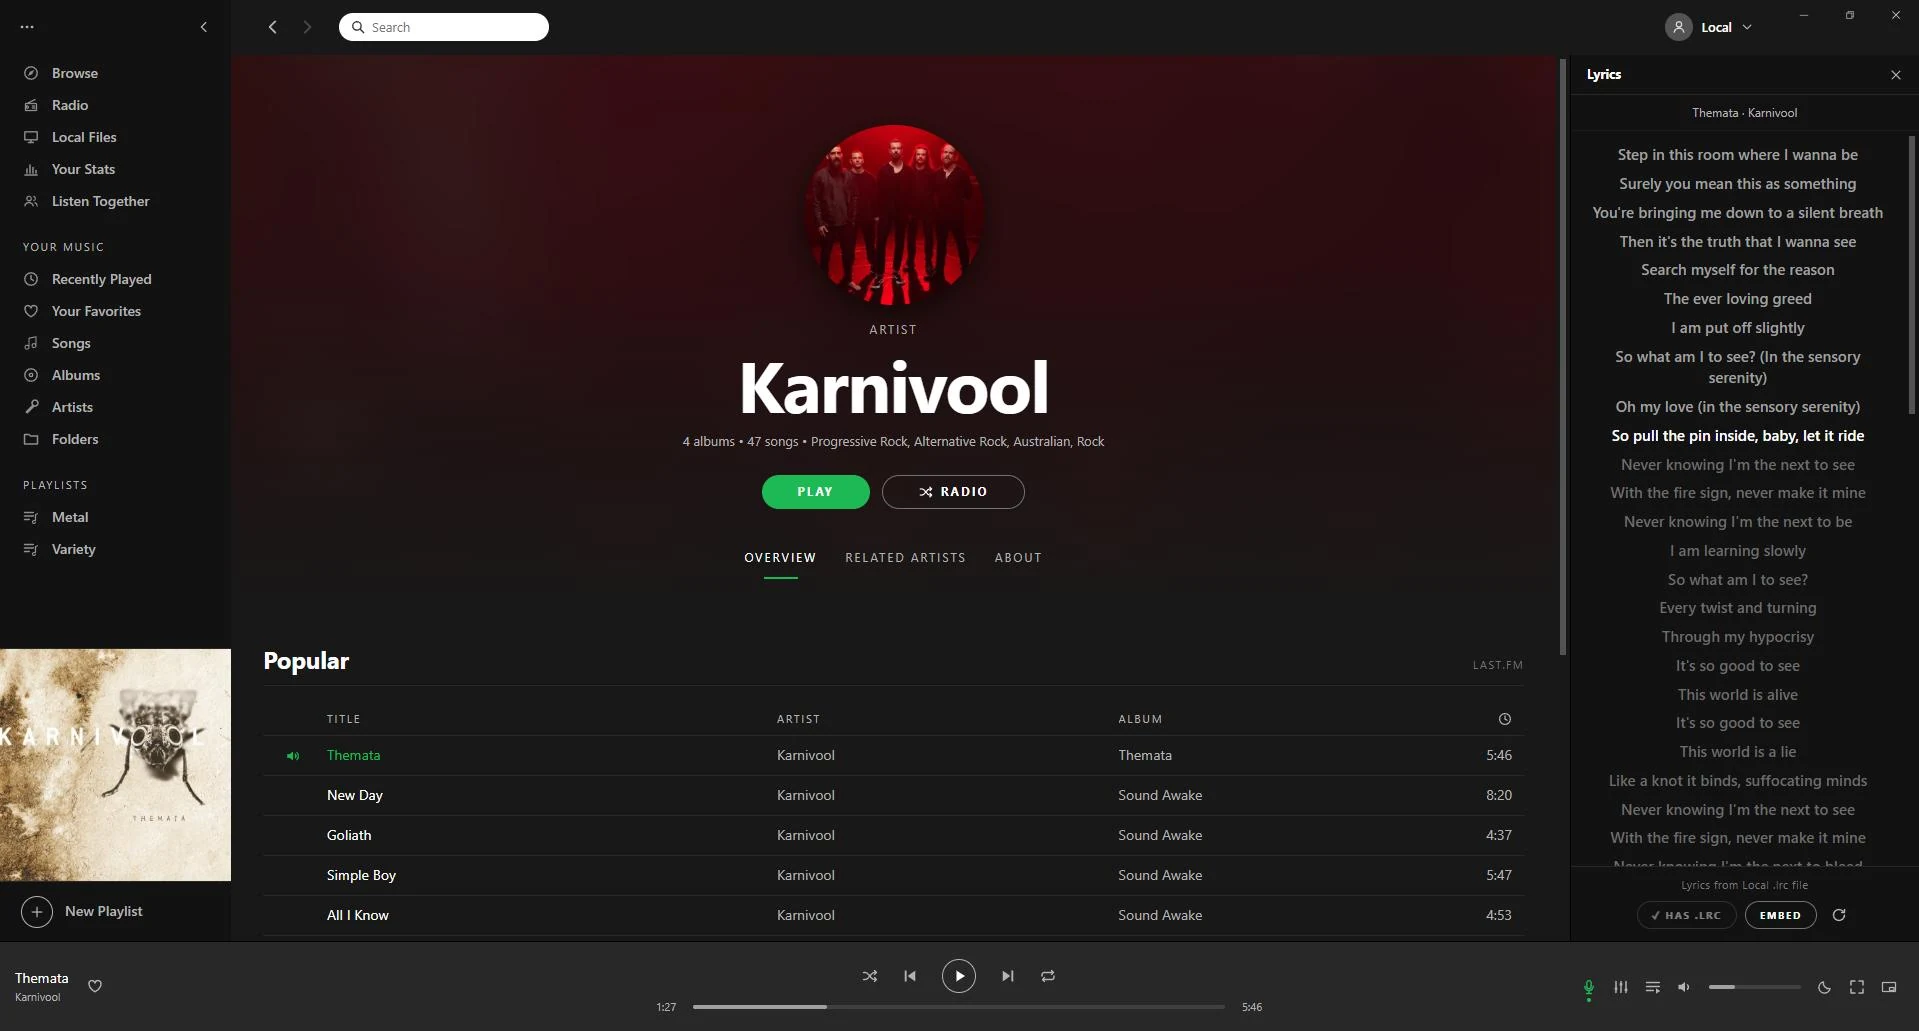 Search
Local
Browse
Radio
Local Files
Your Stats
Listen Together
YOUR MUSIC
Recently Played
Your Favorites
Songs
Albums
Artists
Folders
PLAYLISTS
Metal
Variety
KARNIVOOL
THEMATA
New Playlist
ARTIST
Karnivool
4 albums • 47 songs • Progressive Rock, Alternative Rock, Australian, Rock
PLAY
RADIO
OVERVIEW RELATED ARTISTS ABOUT
Popular
LAST.FM
TITLE ARTIST ALBUM
Themata Karnivool Themata 5:46
New Day Karnivool Sound Awake 8:20
Goliath Karnivool Sound Awake 4:37
Simple Boy Karnivool Sound Awake 5:47
All I Know Karnivool Sound Awake 4:53
Lyrics
Themata · Karnivool
Step in this room where I wanna be
Surely you mean this as something
You're bringing me down to a silent breath
Then it's the truth that I wanna see
Search myself for the reason
The ever loving greed
I am put off slightly
So what am I to see? (In the sensory
serenity)
Oh my love (in the sensory serenity)
So pull the pin inside, baby, let it ride
Never knowing I'm the next to see
With the fire sign, never make it mine
Never knowing I'm the next to be
I am learning slowly
So what am I to see?
Every twist and turning
Through my hypocrisy
It's so good to see
This world is alive
It's so good to see
This world is a lie
Like a knot it binds, suffocating minds
Never knowing I'm the next to see
With the fire sign, never make it mine
Never knowing I'm the next to bleed
Lyrics from Local .lrc file
✓ HAS .LRC
EMBED
Themata
Karnivool
1:27
5:46